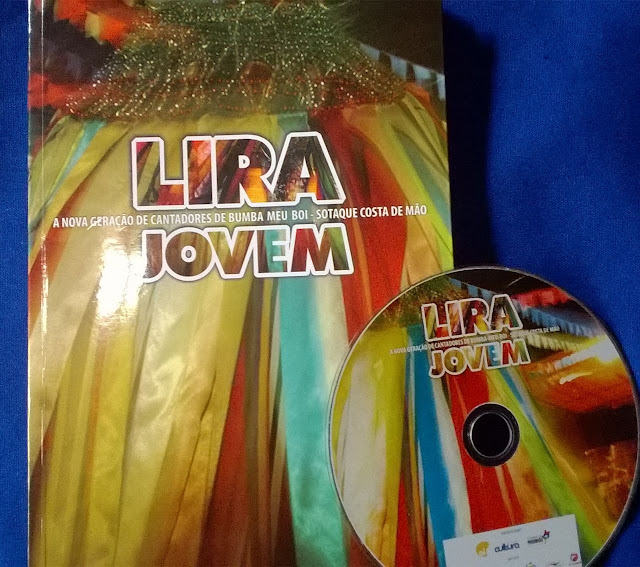 LIRA
A NOVA GERAÇÃO DE CANTADORES DE BUMBA MEU BOI - SOTAQUE COSTA DE MÃO
JOVEM
LIRA
A NOVA GERAÇÃO DE CANTADORES DE BUMBA MEU BOI - SOTAQUE COSTA DE MÃO
JOVEM
cultura